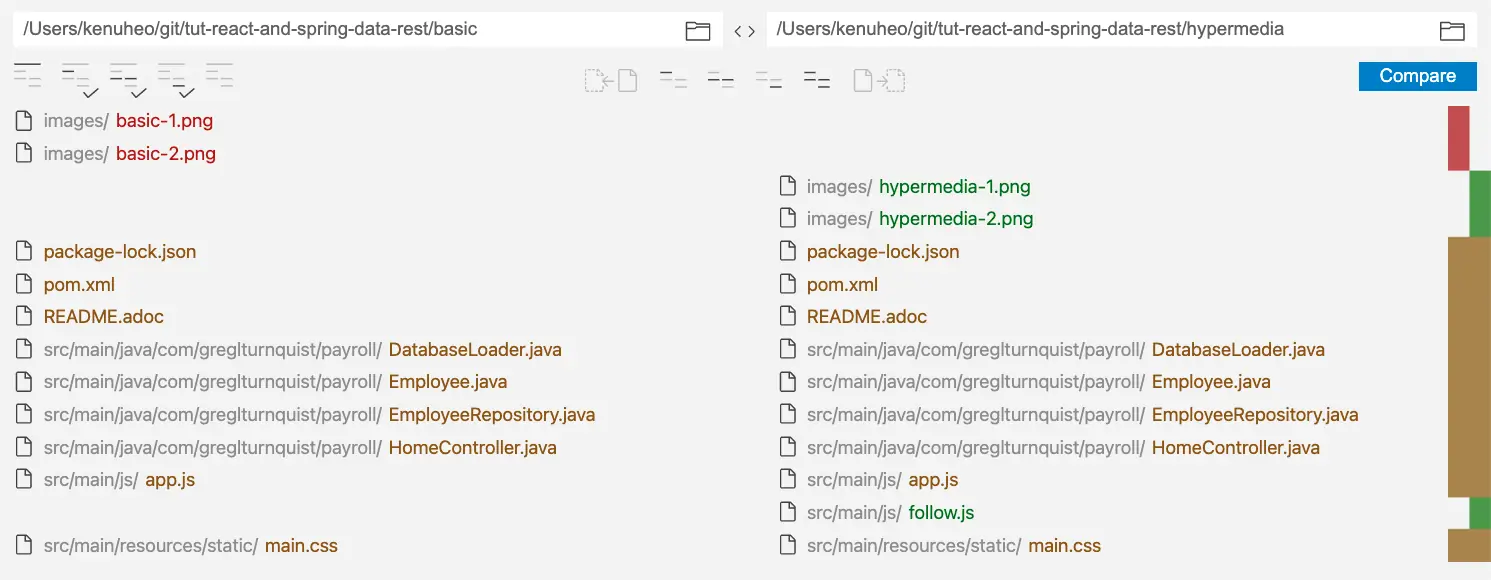 /Users/kenuheo/git/tut-react-and-spring-data-rest/basic <> /Users/kenuheo/git/tut-react-and-spring-data-rest/hypermedia
Compare
images/ basic-1.png
images/ basic-2.png
images/ hypermedia-1.png
images/ hypermedia-2.png
package-lock.json package-lock.json
pom.xml pom.xml
README.adoc README.adoc
src/main/java/com/greglturnquist/payroll/ DatabaseLoader.java src/main/java/com/greglturnquist/payroll/ DatabaseLoader.java
src/main/java/com/greglturnquist/payroll/ Employee.java src/main/java/com/greglturnquist/payroll/ Employee.java
src/main/java/com/greglturnquist/payroll/ EmployeeRepository.java src/main/java/com/greglturnquist/payroll/ EmployeeRepository.java
src/main/java/com/greglturnquist/payroll/ HomeController.java src/main/java/com/greglturnquist/payroll/ HomeController.java
src/main/js/ app.js src/main/js/ app.js
src/main/js/ follow.js
src/main/resources/static/ main.css src/main/resources/static/ main.css